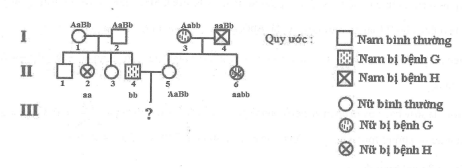 AaBb AaBb Aabb aaBb
I
1 2 3 4
Quy ước :
Nam bình thường
Nam bị bệnh G
Nam bị bệnh H
II
1 2 3 4 5 6
aa bb AaBb aabb
Nữ bình thường
III
?
Nữ bị bệnh G
Nữ bị bệnh H